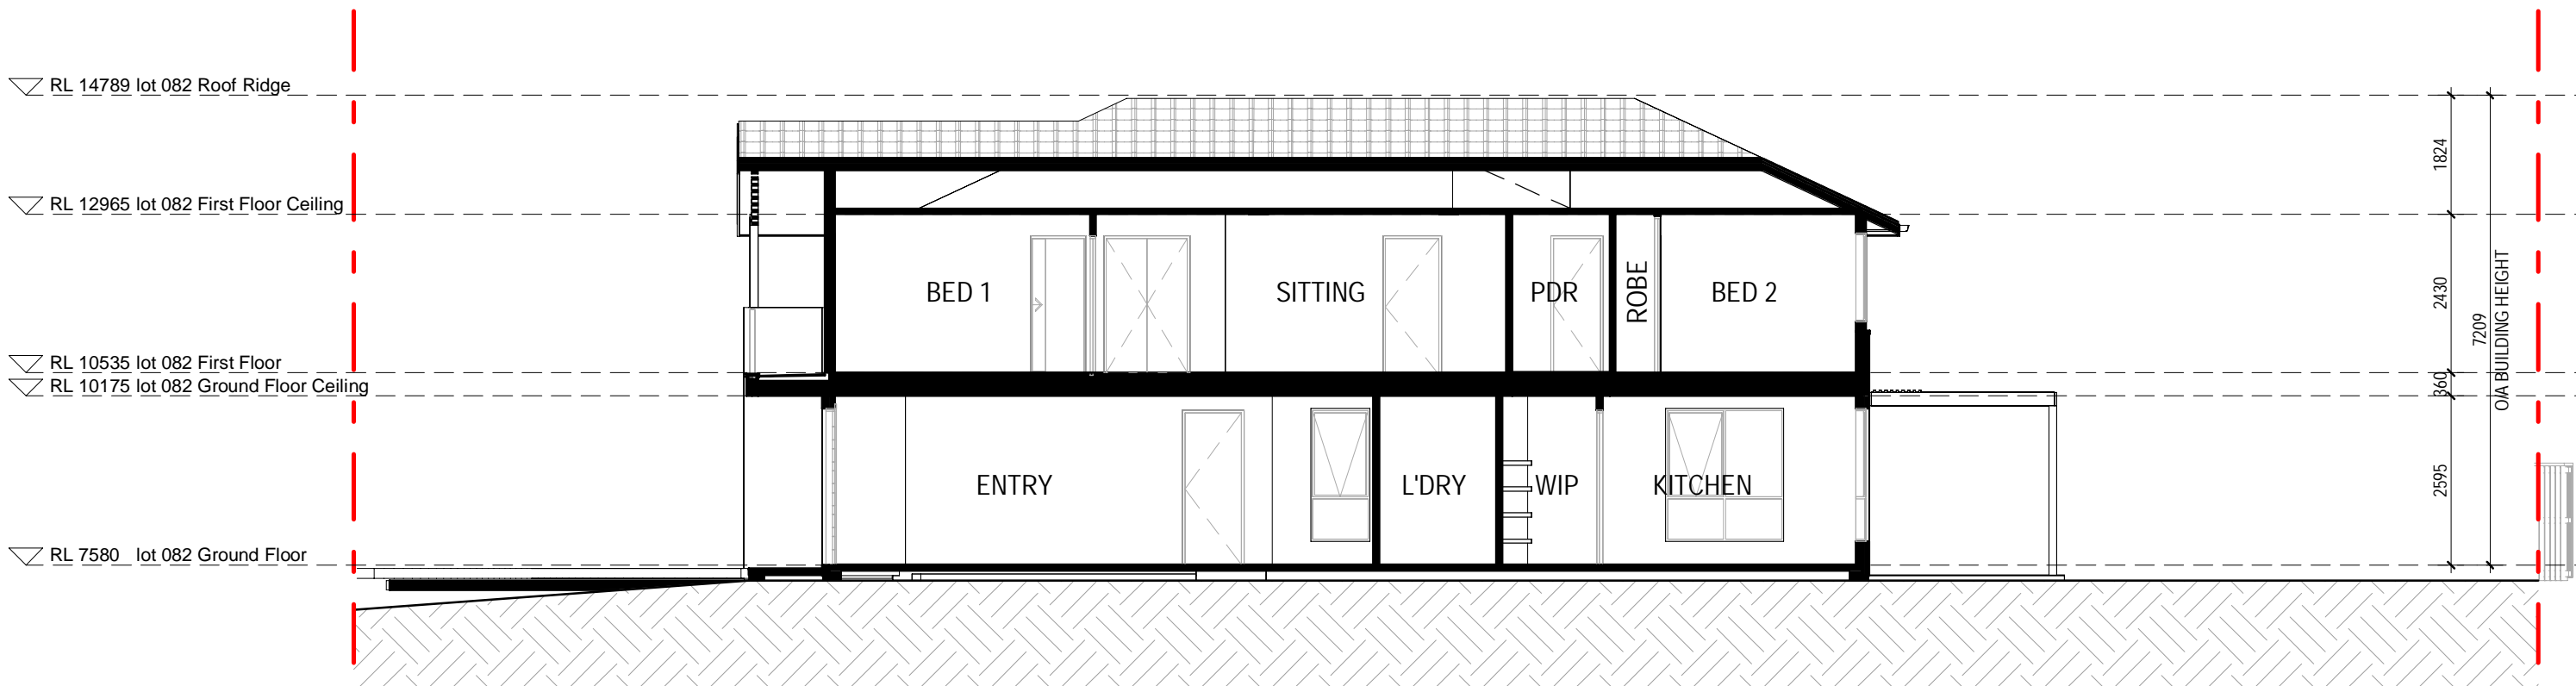 RL 14789 lot 082 Roof Ridge
1824
RL 12965 lot 082 First Floor Ceiling
BED 1
SITTING
PDR
ROBE
BED 2
2430
7209
O/A BUILDING HEIGHT
RL 10535 lot 082 First Floor
RL 10175 lot 082 Ground Floor Ceiling
360
ENTRY
L'DRY
WIP
KITCHEN
2595
RL 7580 lot 082 Ground Floor